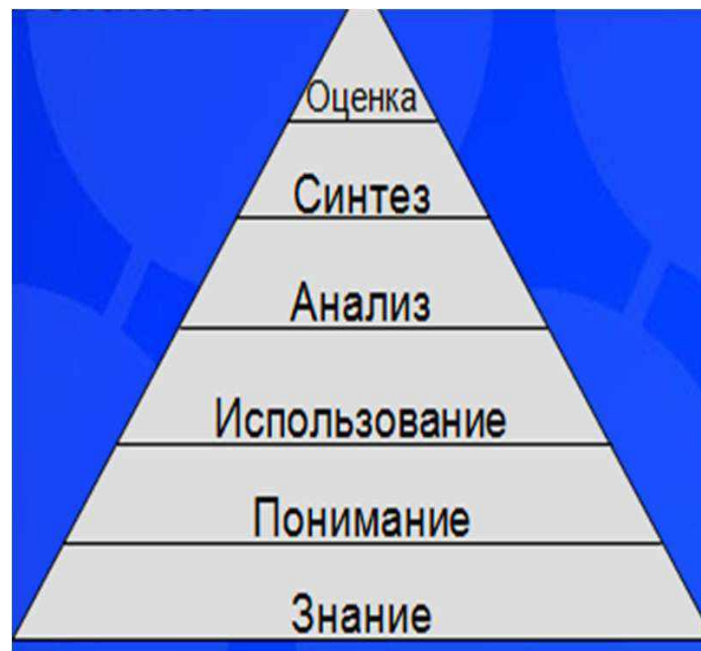 Оценка
Синтез
Анализ
Использование
Понимание
Знание